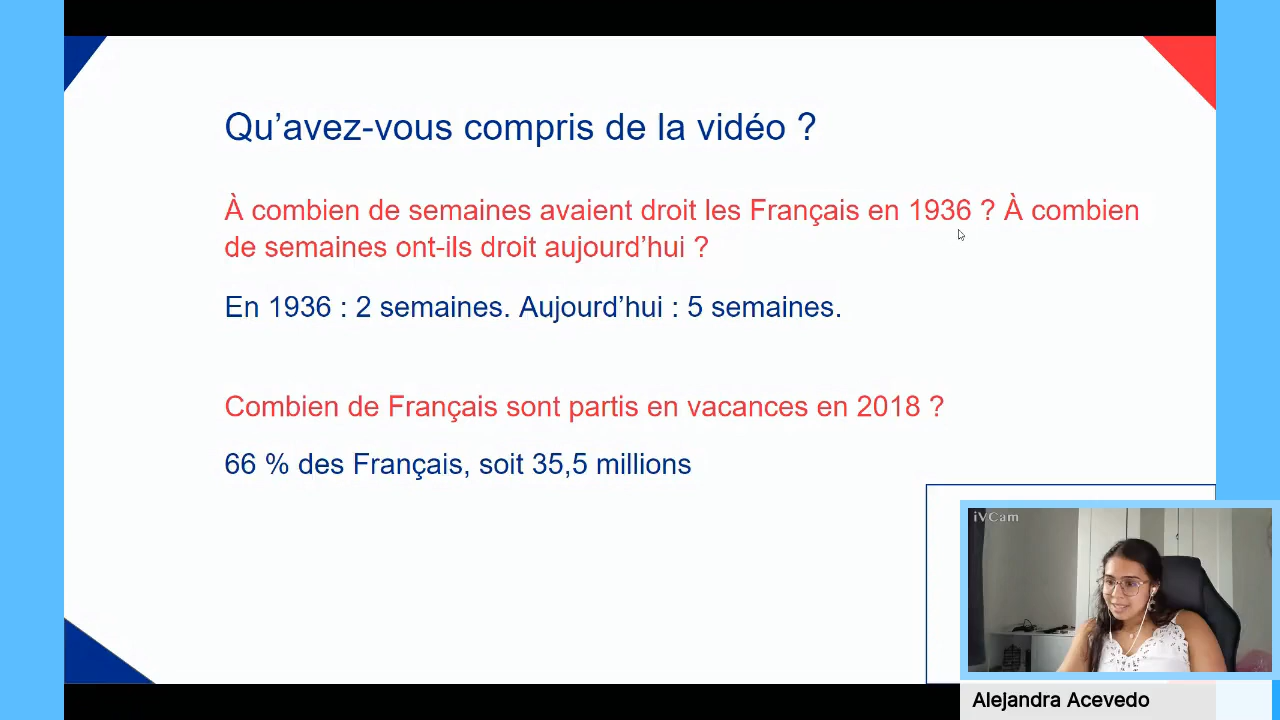 Qu’avez-vous compris de la vidéo ?
À combien de semaines avaient droit les Français en 1936 ? À combien
de semaines ont-ils droit aujourd’hui ?
En 1936 : 2 semaines. Aujourd’hui : 5 semaines.
Combien de Français sont partis en vacances en 2018 ?
66 % des Français, soit 35,5 millions
iVCam
Alejandra Acevedo